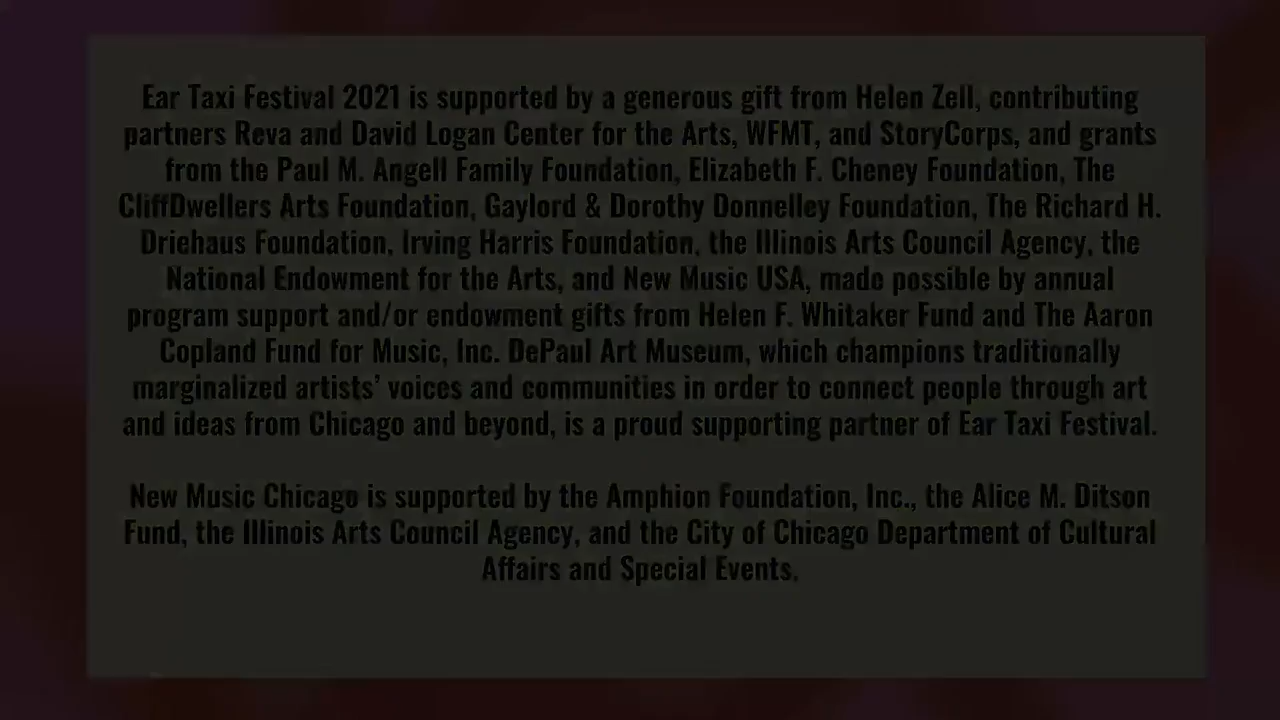 Ear Taxi Festival 2021 is supported by a generous gift from Helen Zell, contributing
partners Reva and David Logan Center for the Arts, WFMT, and StoryCorps, and grants
from the Paul M. Angell Family Foundation, Elizabeth F. Cheney Foundation, The
CliffDwellers Arts Foundation, Gaylord & Dorothy Donnelley Foundation, The Richard H.
Driehaus Foundation, Irving Harris Foundation, the Illinois Arts Council Agency, the
National Endowment for the Arts, and New Music USA, made possible by annual
program support and/or endowment gifts from Helen F. Whitaker Fund and The Aaron
Copland Fund for Music, Inc. DePaul Art Museum, which champions traditionally
marginalized artists’ voices and communities in order to connect people through art
and ideas from Chicago and beyond, is a proud supporting partner of Ear Taxi Festival.
New Music Chicago is supported by the Amphion Foundation, Inc., the Alice M. Ditson
Fund, the Illinois Arts Council Agency, and the City of Chicago Department of Cultural
Affairs and Special Events.